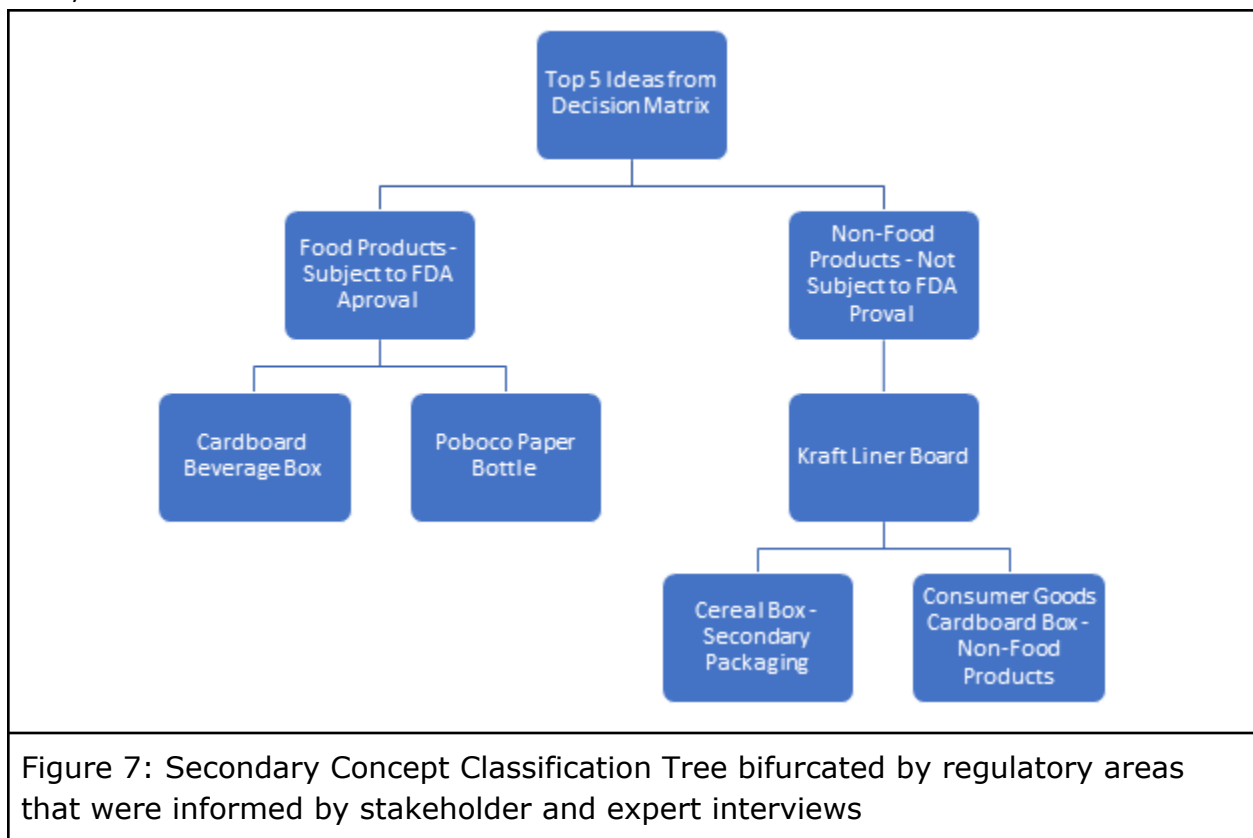 Top 5 Ideas from
Decision Matrix
Food Products -
Subject to FDA
Aproval
Non-Food
Products - Not
Subject to FDA
Proval
Cardboard
Beverage Box
Poboco Paper
Bottle
Kraft Liner Board
Cereal Box -
Secondary
Packaging
Consumer Goods
Cardboard Box -
Non-Food
Products
Figure 7: Secondary Concept Classification Tree bifurcated by regulatory areas
that were informed by stakeholder and expert interviews